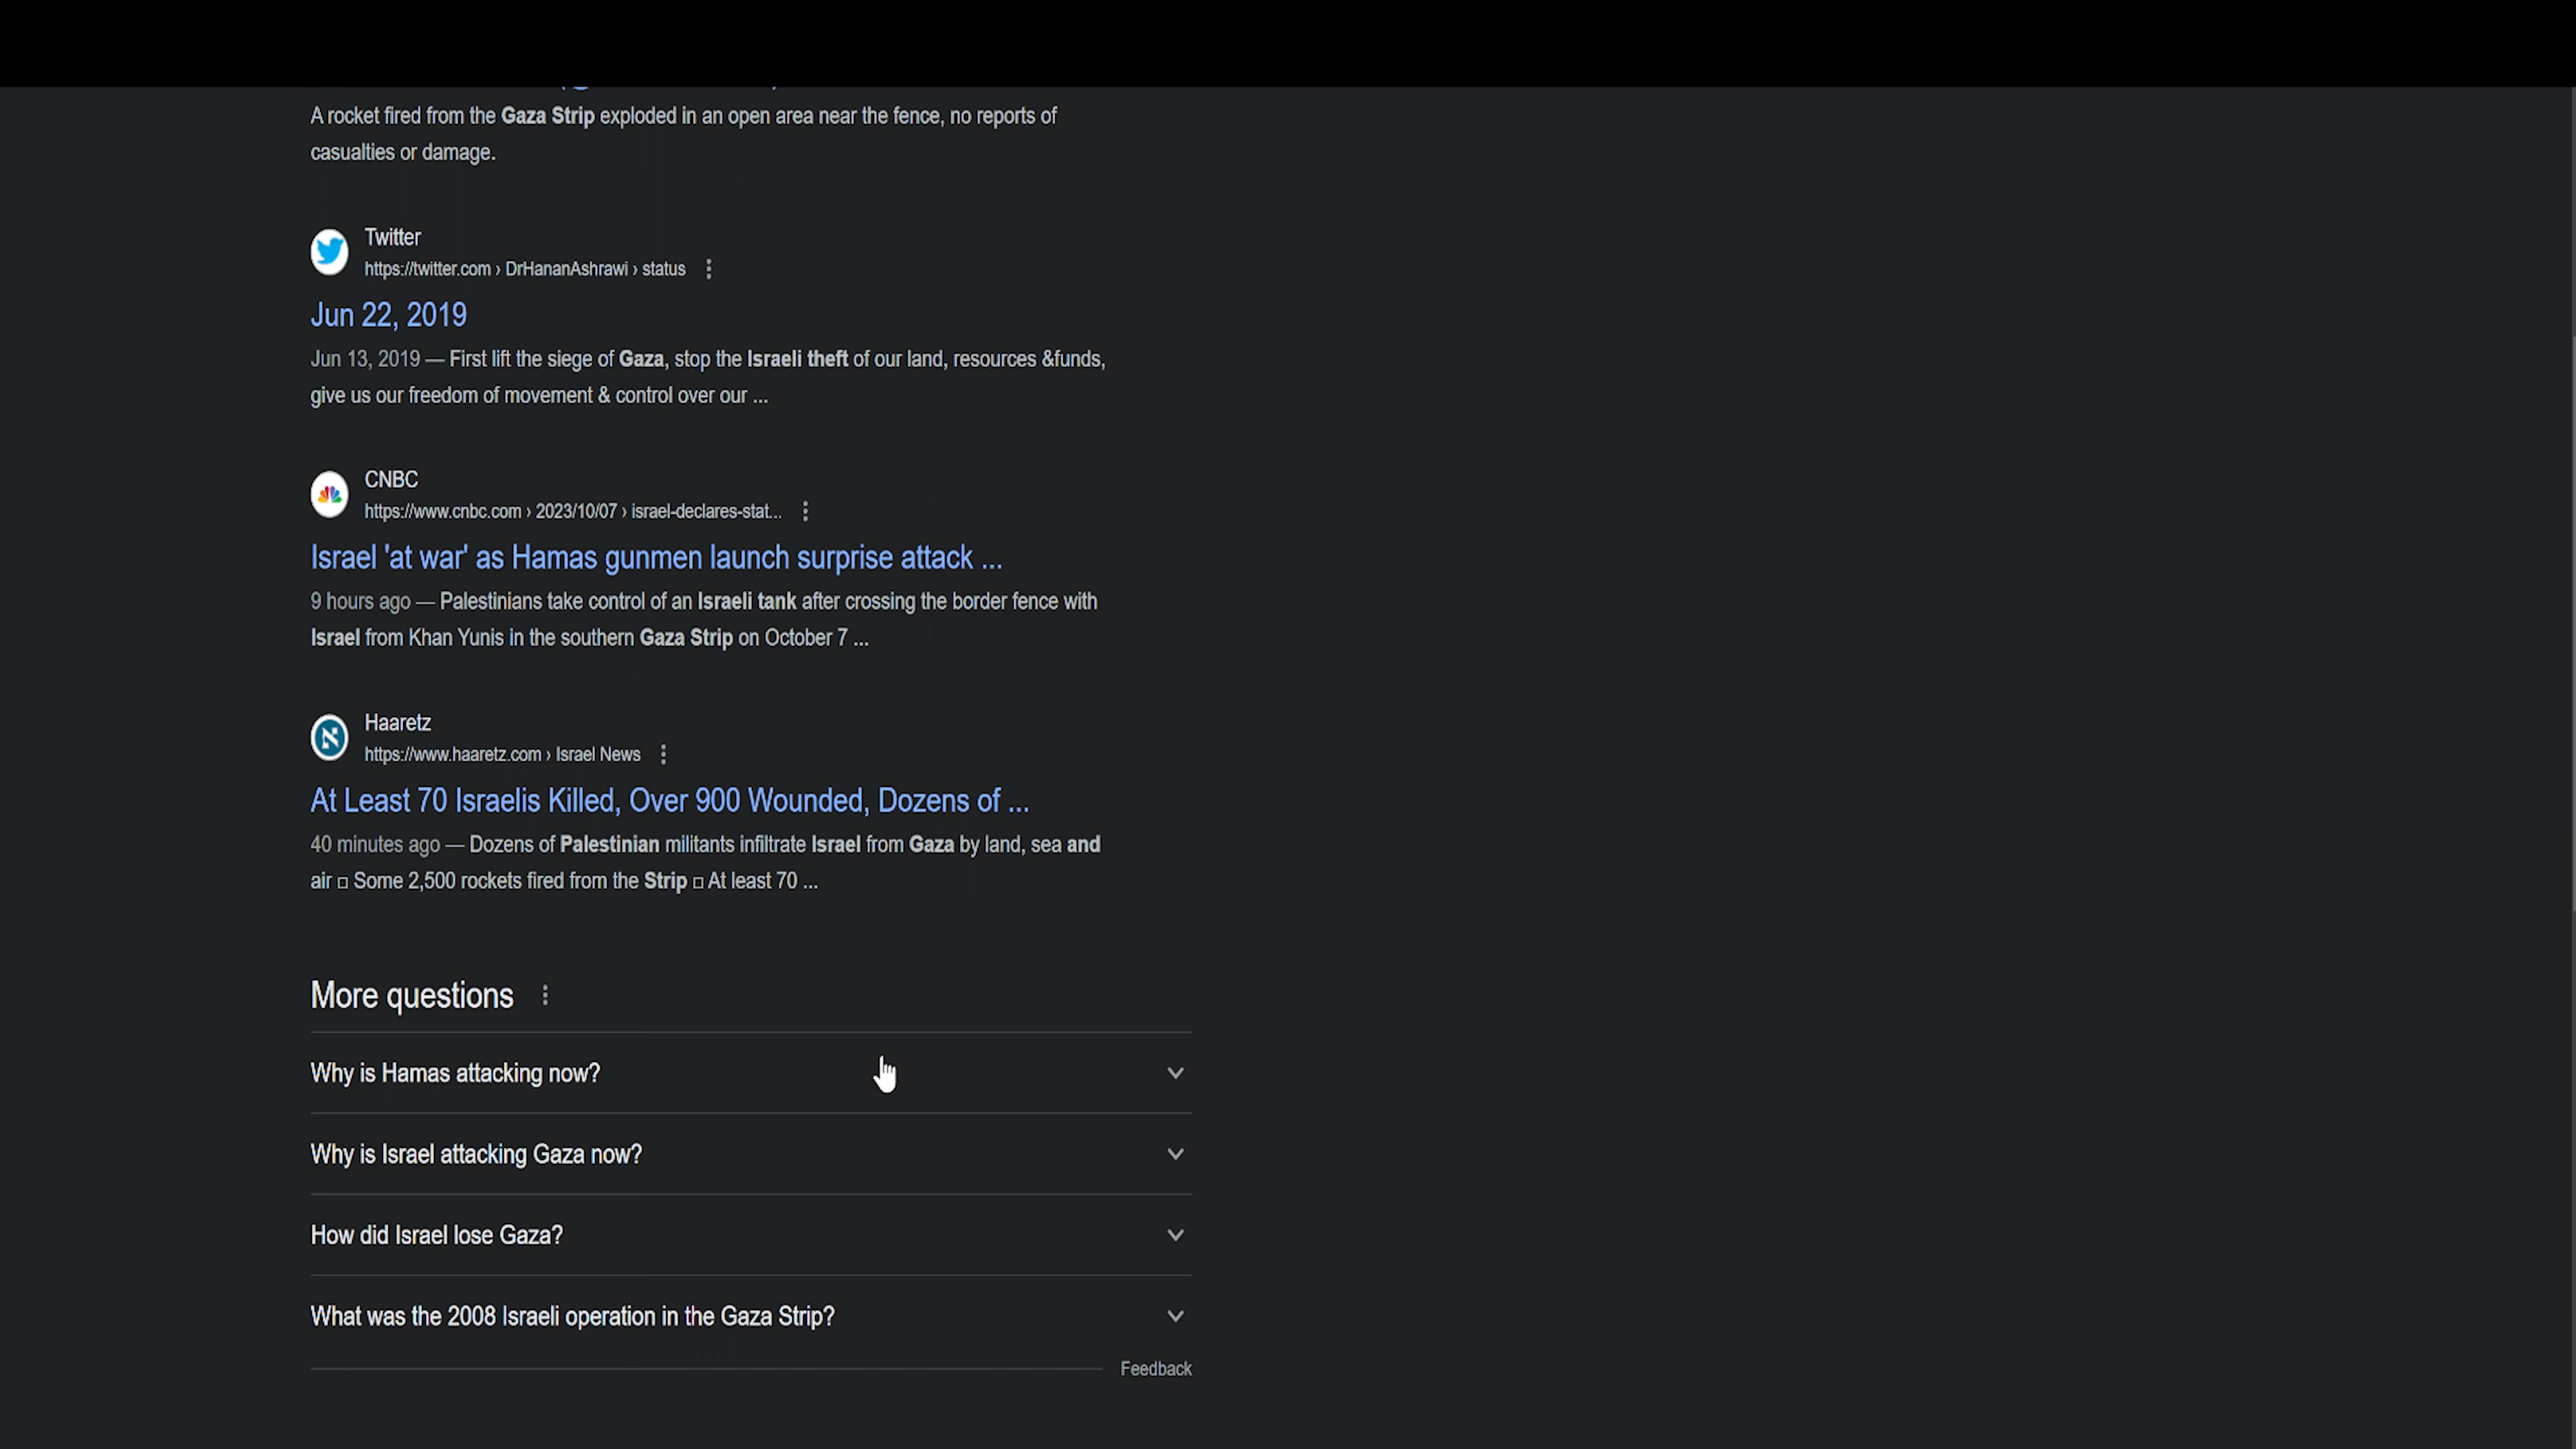 A rocket fired from the Gaza Strip exploded in an open area near the fence, no reports of
casualties or damage.
Twitter
https://twitter.com › DrHananAshrawi › status
Jun 22, 2019
Jun 13, 2019 — First lift the siege of Gaza, stop the Israeli theft of our land, resources &funds,
give us our freedom of movement & control over our ...
CNBC
https://www.cnbc.com › 2023/10/07 › israel-declares-stat...
Israel 'at war' as Hamas gunmen launch surprise attack ...
9 hours ago — Palestinians take control of an Israeli tank after crossing the border fence with
Israel from Khan Yunis in the southern Gaza Strip on October 7 ...
Haaretz
https://www.haaretz.com › Israel News
At Least 70 Israelis Killed, Over 900 Wounded, Dozens of ...
40 minutes ago — Dozens of Palestinian militants infiltrate Israel from Gaza by land, sea and
air □ Some 2,500 rockets fired from the Strip □ At least 70 ...
More questions
Why is Hamas attacking now?
Why is Israel attacking Gaza now?
How did Israel lose Gaza?
What was the 2008 Israeli operation in the Gaza Strip?
Feedback